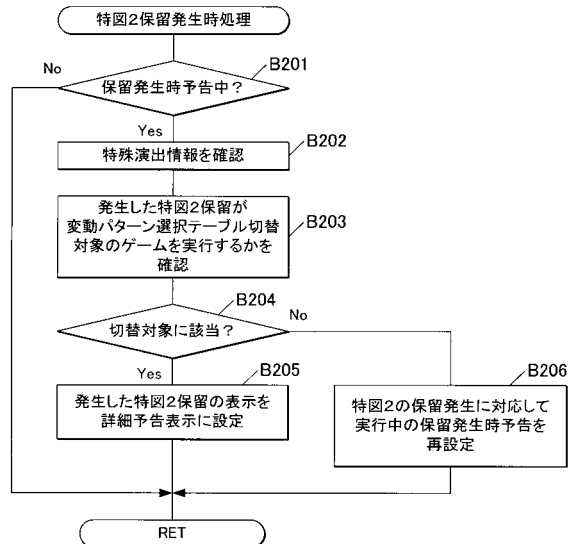 特図2保留発生時処理
B201
No
保留発生時予告中？
Yes
B202
特殊演出情報を確認
B203
発生した特図2保留が
変動パターン選択テーブル切替
対象のゲームを実行するかを
確認
B204
No
切替対象に該当？
Yes
B205
発生した特図2保留の表示を
詳細予告表示に設定
B206
特図2の保留発生に対応して
実行中の保留発生時予告を
再設定
RET